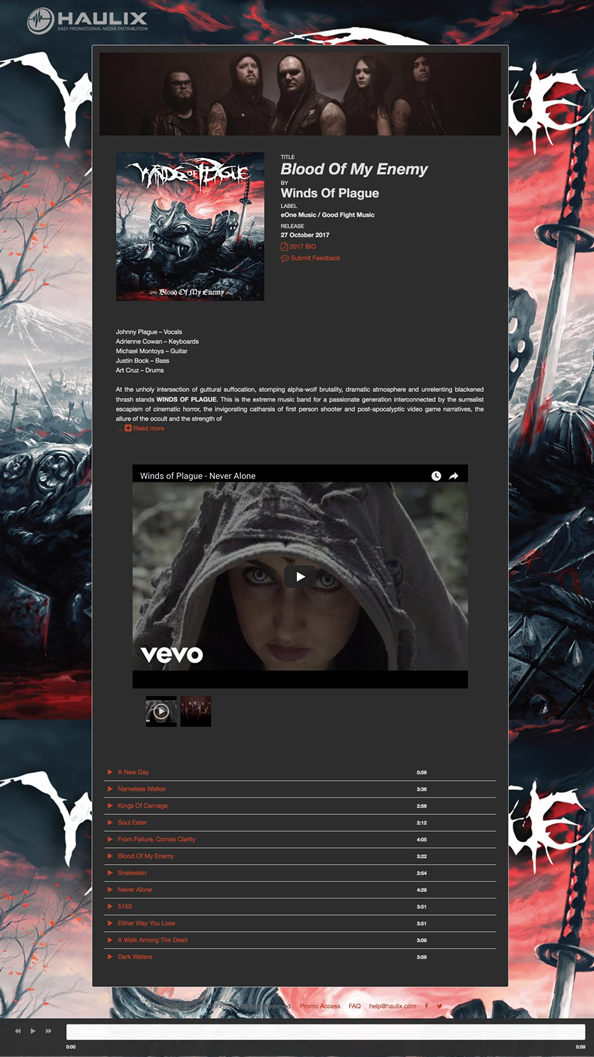 HAULIX
EASY PROMOTIONAL MEDIA DISTRIBUTION
WINDS OF PLAGUE
Blood Of My Enemy
TITLE
Blood Of My Enemy
BY
Winds Of Plague
LABEL
eOne Music / Good Fight Music
RELEASE
27 October 2017
2017 BIO
Submit Feedback
Johnny Plague – Vocals
Adrienne Cowan – Keyboards
Michael Montoya – Guitar
Justin Bock – Bass
Art Cruz – Drums
At the unholy intersection of guttural suffocation, stomping alpha-wolf brutality, dramatic atmosphere and unrelenting blackened
thrash stands WINDS OF PLAGUE. This is the extreme music band for a passionate generation interconnected by the surrealist
escapism of cinematic horror, the invigorating catharsis of first person shooter and post-apocalyptic video game narratives, the
allure of the occult and the strength of
... Read more
Winds of Plague - Never Alone
vevo
A New Day 0:59
Nameless Walker 3:36
Kings Of Carnage 2:56
Soul Eater 2:12
From Failure, Comes Clarity 4:05
Blood Of My Enemy 3:22
Snakeskin 2:54
Never Alone 4:26
5150 3:51
Either Way You Lose 3:51
A Walk Among The Dead 3:08
Dark Waters 3:59
Promo Access FAQ help@haulix.com
0:00 0:59